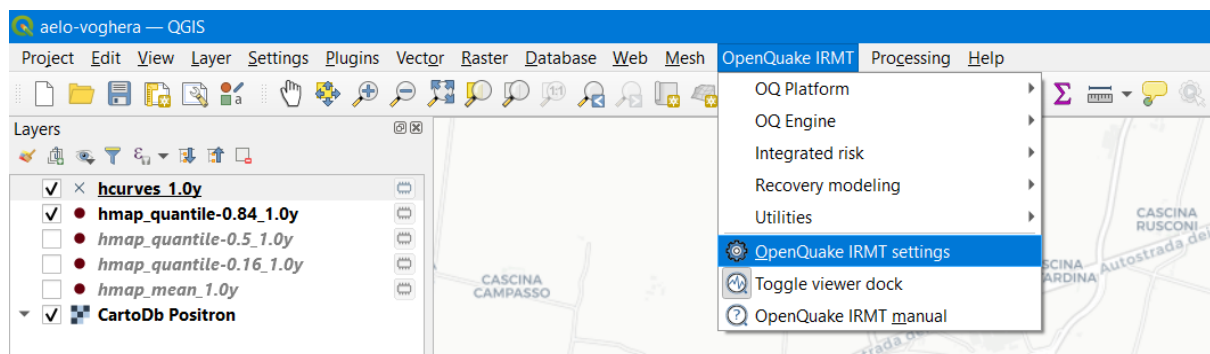 aelo-voghera — QGIS
Project Edit View Layer Settings Plugins Vector Raster Database Web Mesh OpenQuake IRMT Processing Help
Layers
hcurves_1.0y
hmap_quantile-0.84_1.0y
hmap_quantile-0.5_1.0y
hmap_quantile-0.16_1.0y
hmap_mean_1.0y
CartoDb Positron
OQ Platform
OQ Engine
Integrated risk
Recovery modeling
Utilities
OpenQuake IRMT settings
Toggle viewer dock
OpenQuake IRMT manual
CASCINA
CAMPASSO
CASCINA
RUSCONI
Autostrada dei